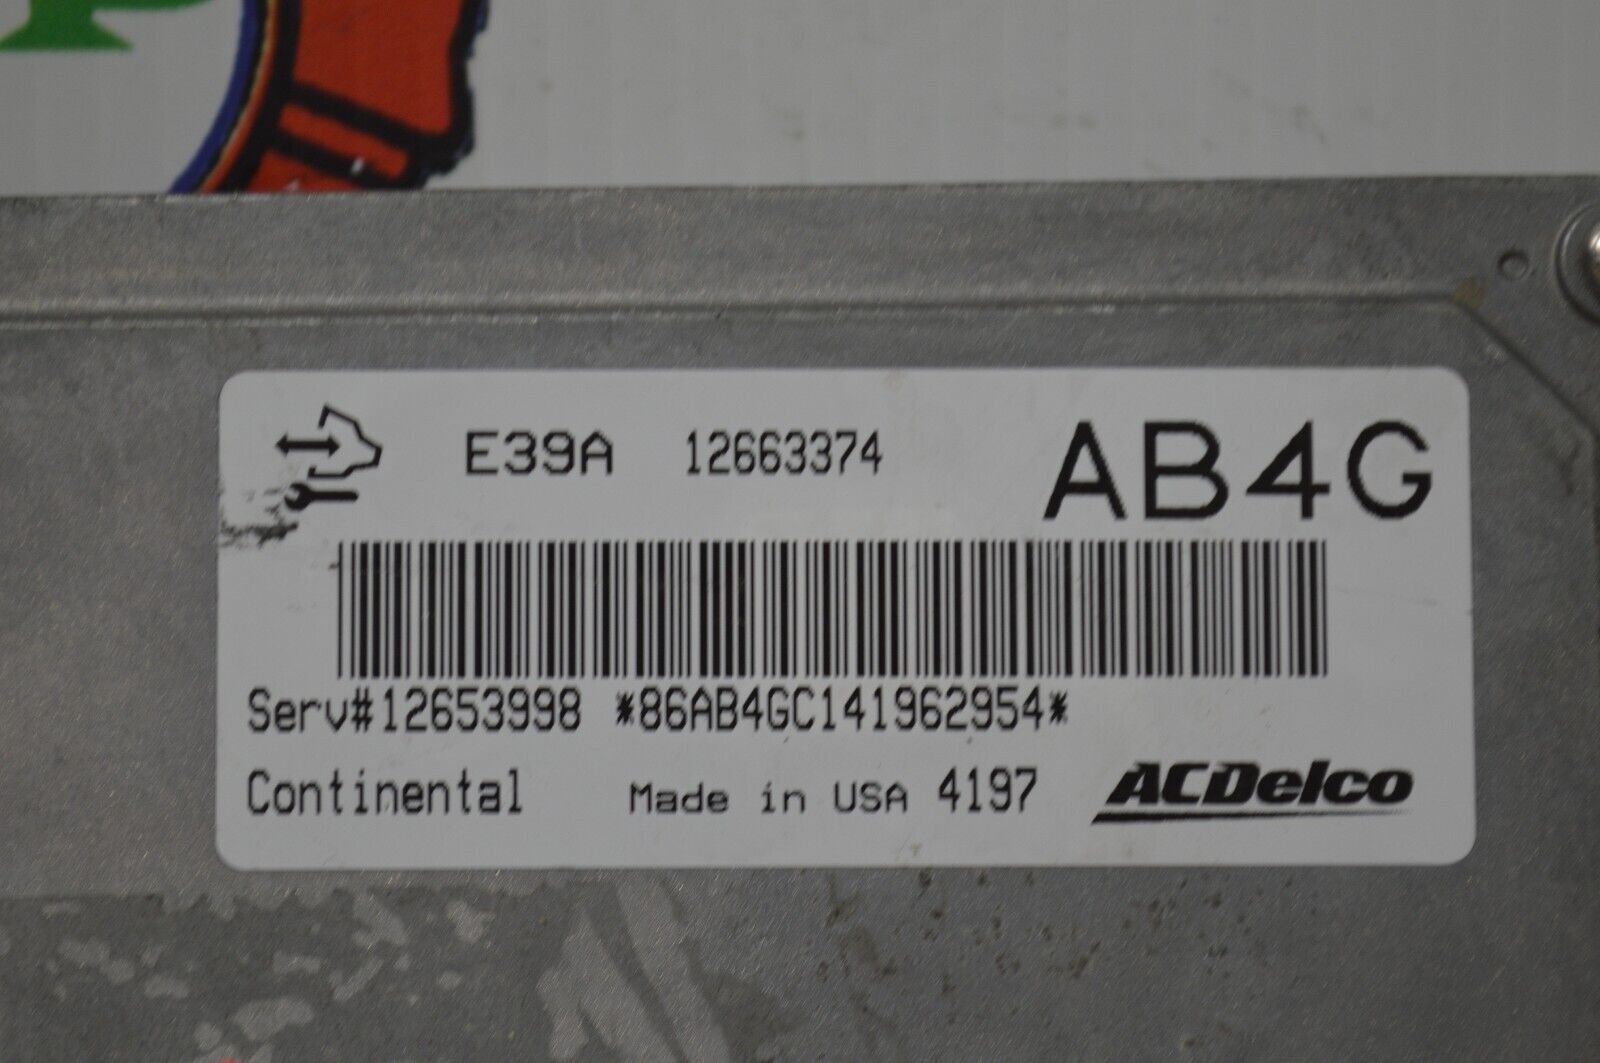 P
E39A 12663374 AB4G
Serv#12653998 *86AB4GC141962954*
Continental Made in USA 4197 ACDelco